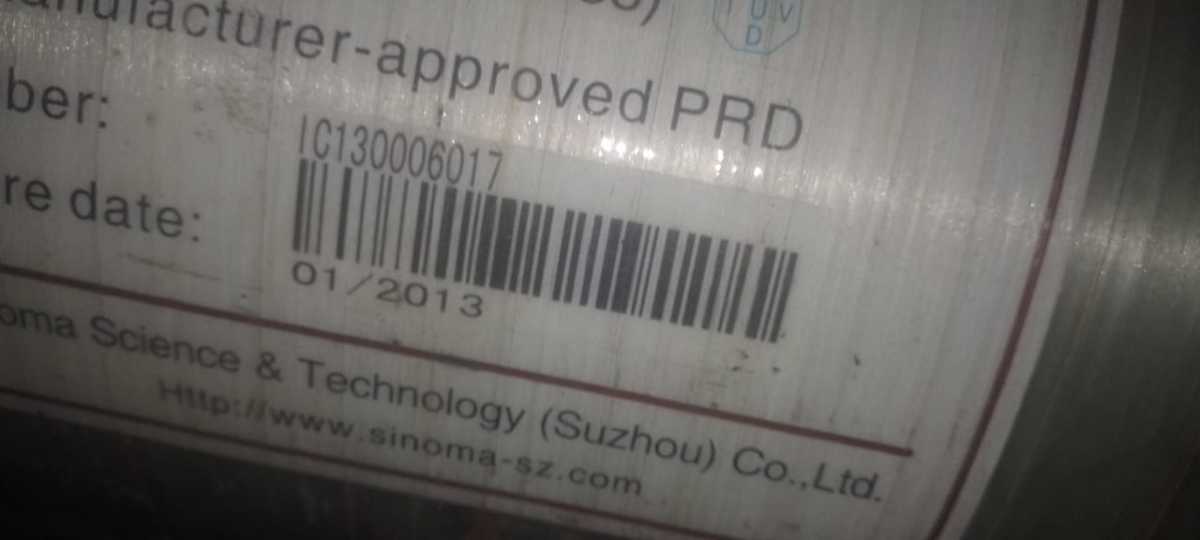 manufacturer-approved PRD
ber:
IC130006017
re date:
01/2013
oma Science & Technology (Suzhou) Co.,Ltd.
Http://www.sinoma-sz.com